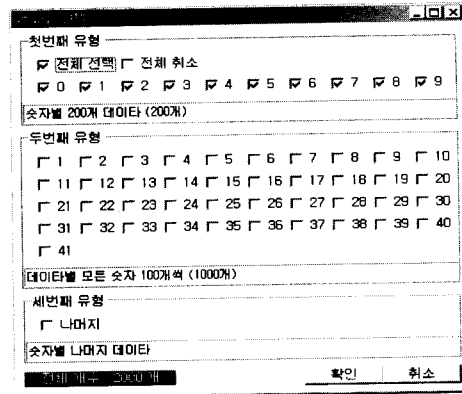 첫번째 유형
전체 선택 전체 취소
0 1 2 3 4 5 6 7 8 9
숫자별 200개 데이타 (200개)
두번째 유형
1 2 3 4 5 6 7 8 9 10
11 12 13 14 15 16 17 18 19 20
21 22 23 24 25 26 27 28 29 30
31 32 33 34 35 36 37 38 39 40
41
데이타별 모든 숫자 100개씩 (1000개)
세번째 유형
나머지
숫자별 나머지 데이타
전체 개수 : 2000 개
확인 취소